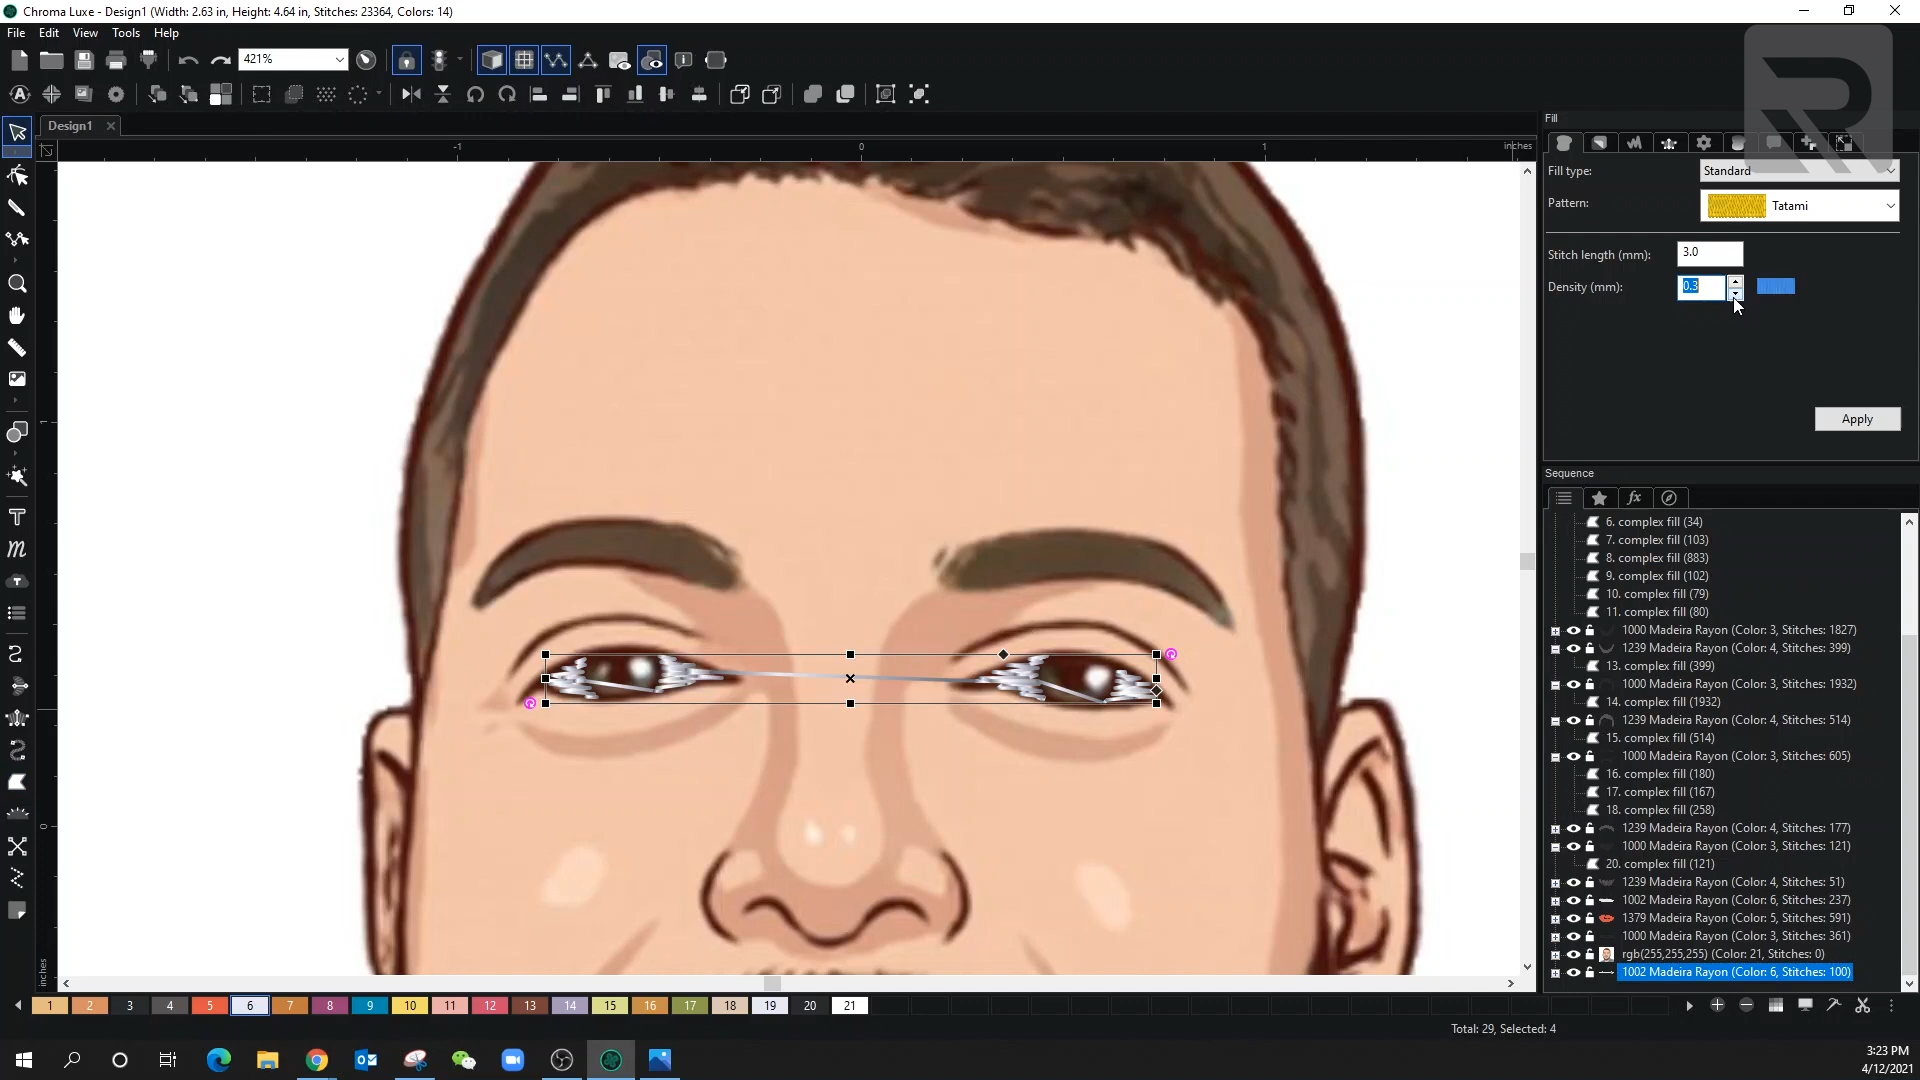 Chroma Luxe - Design1 (Width: 2.63 in, Height: 4.64 in, Stitches: 23364, Colors: 14)
File Edit View Tools Help
421%
Design1
-1 0 1 inches
1
0
inches
Fill
Fill type: Standard
Pattern: Tatami
Stitch length (mm): 3.0
Density (mm): 0.3
Apply
Sequence
6. complex fill (34)
7. complex fill (103)
8. complex fill (883)
9. complex fill (102)
10. complex fill (79)
11. complex fill (80)
1000 Madeira Rayon (Color: 3, Stitches: 1827)
1239 Madeira Rayon (Color: 4, Stitches: 399)
13. complex fill (399)
1000 Madeira Rayon (Color: 3, Stitches: 1932)
14. complex fill (1932)
1239 Madeira Rayon (Color: 4, Stitches: 514)
15. complex fill (514)
1000 Madeira Rayon (Color: 3, Stitches: 605)
16. complex fill (180)
17. complex fill (167)
18. complex fill (258)
1239 Madeira Rayon (Color: 4, Stitches: 177)
1000 Madeira Rayon (Color: 3, Stitches: 121)
20. complex fill (121)
1239 Madeira Rayon (Color: 4, Stitches: 51)
1002 Madeira Rayon (Color: 6, Stitches: 237)
1379 Madeira Rayon (Color: 5, Stitches: 591)
1000 Madeira Rayon (Color: 3, Stitches: 361)
rgb(255,255,255) (Color: 21, Stitches: 0)
1002 Madeira Rayon (Color: 6, Stitches: 100)
1 2 3 4 5 6 7 8 9 10 11 12 13 14 15 16 17 18 19 20 21
Total: 29, Selected: 4
3:23 PM
4/12/2021